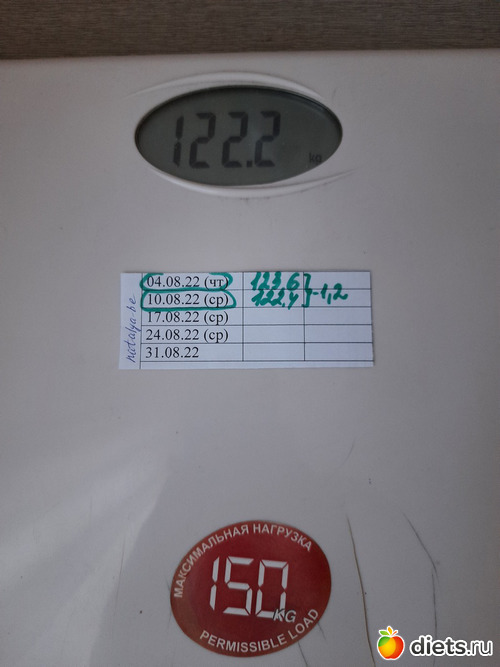 122.2
kg
natalya-be
04.08.22 (чт) 123,6
10.08.22 (ср) 122,4 -1,2
17.08.22 (ср)
24.08.22 (ср)
31.08.22
МАКСИМАЛЬНАЯ НАГРУЗКА
150
KG
PERMISSIBLE LOAD
diets.ru